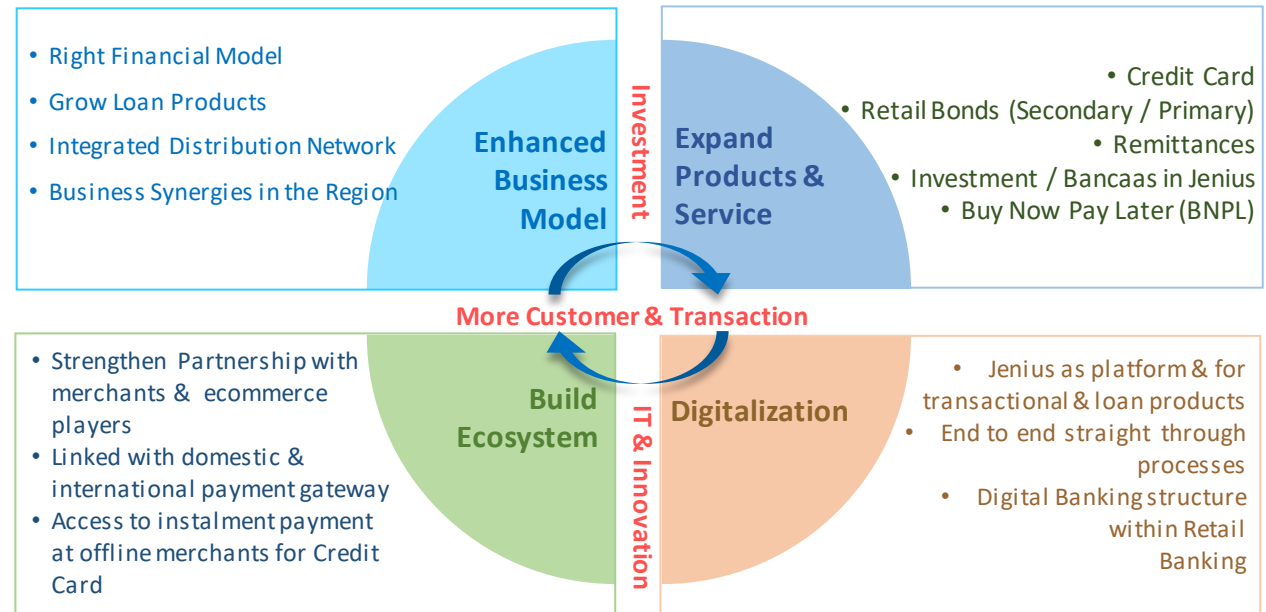 • Right Financial Model
• Grow Loan Products
• Integrated Distribution Network
• Business Synergies in the Region
Enhanced
Business
Model
Investment
Expand
Products &
Service
• Credit Card
• Retail Bonds (Secondary / Primary)
• Remittances
• Investment / Bancaas in Jenius
• Buy Now Pay Later (BNPL)
More Customer & Transaction
• Strengthen Partnership with
merchants & ecommerce
players
• Linked with domestic &
international payment gateway
• Access to instalment payment
at offline merchants for Credit
Card
Build
Ecosystem
IT & Innovation
Digitalization
• Jenius as platform & for
transactional & loan products
• End to end straight through
processes
• Digital Banking structure
within Retail
Banking